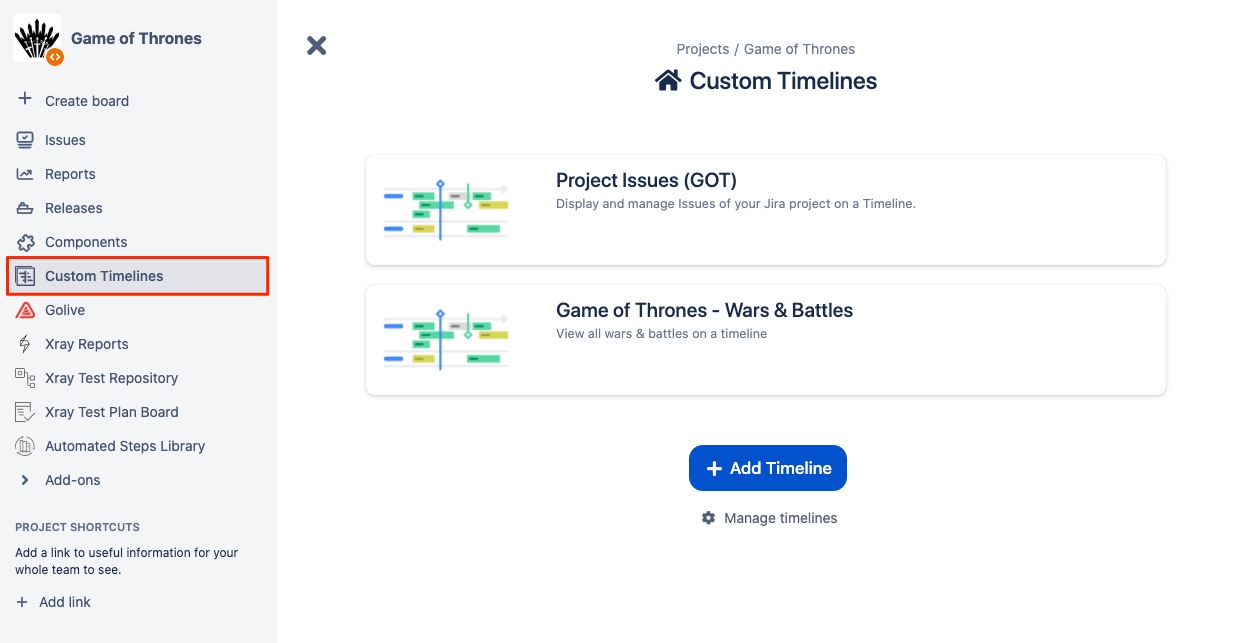 Game of Thrones
Create board
Issues
Reports
Releases
Components
Custom Timelines
Golive
Xray Reports
Xray Test Repository
Xray Test Plan Board
Automated Steps Library
Add-ons
PROJECT SHORTCUTS
Add a link to useful information for your
whole team to see.
Add link
Projects / Game of Thrones
Custom Timelines
Project Issues (GOT)
Display and manage Issues of your Jira project on a Timeline.
Game of Thrones - Wars & Battles
View all wars & battles on a timeline
Add Timeline
Manage timelines